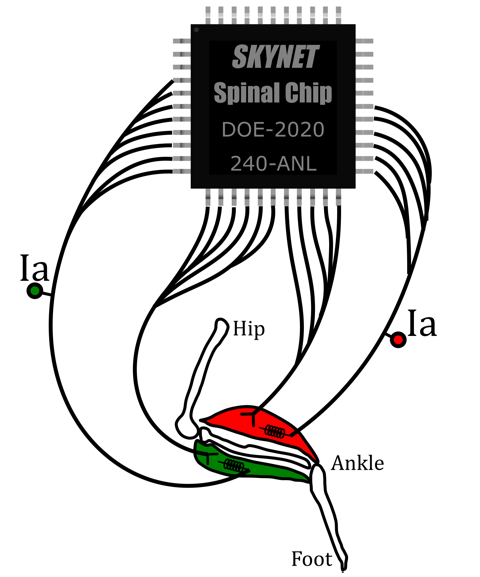 SKYNET
Spinal Chip
DOE-2020
240-ANL
Ia
Ia
Hip
Ankle
Foot